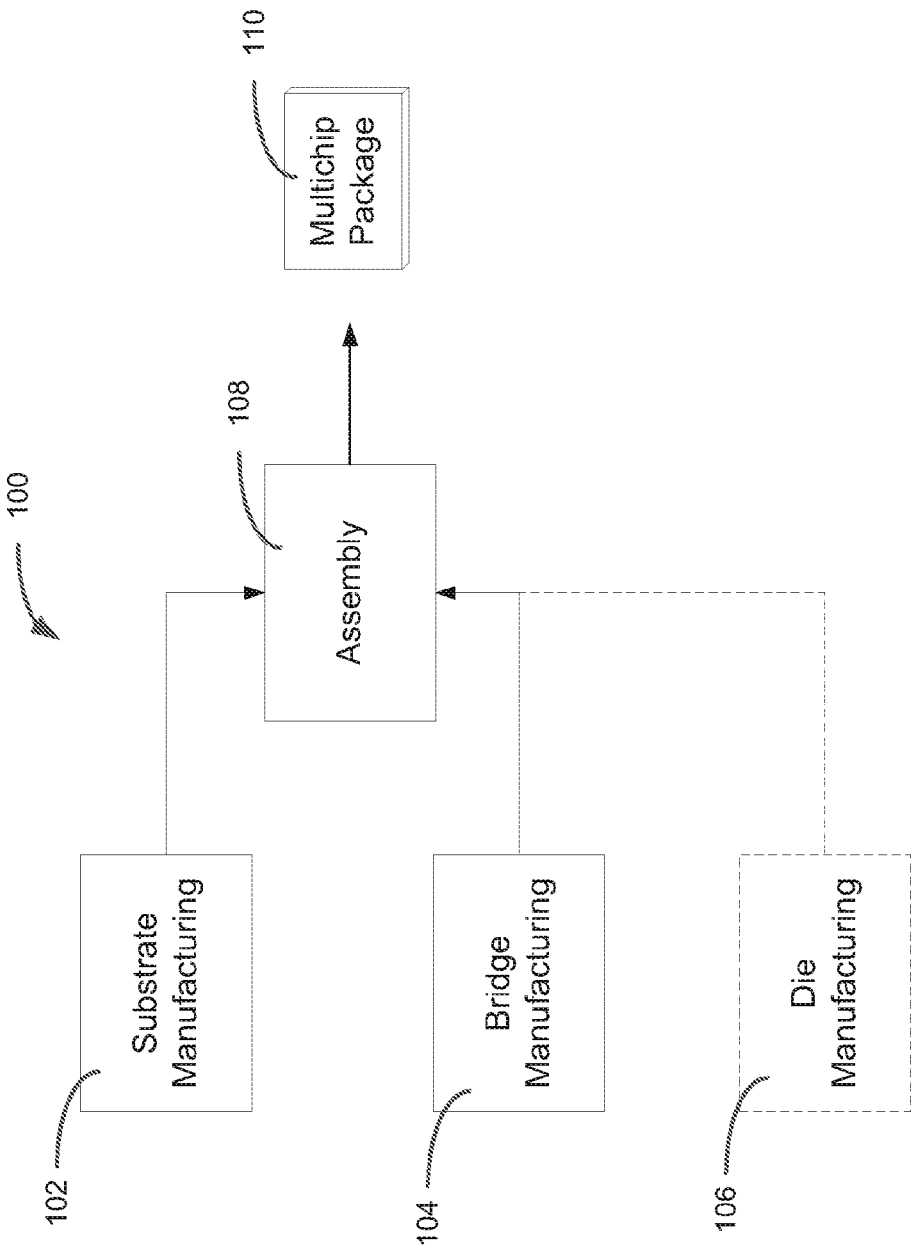 100
102
Substrate
Manufacturing
104
Bridge
Manufacturing
106
Die
Manufacturing
108
Assembly
110
Multichip
Package